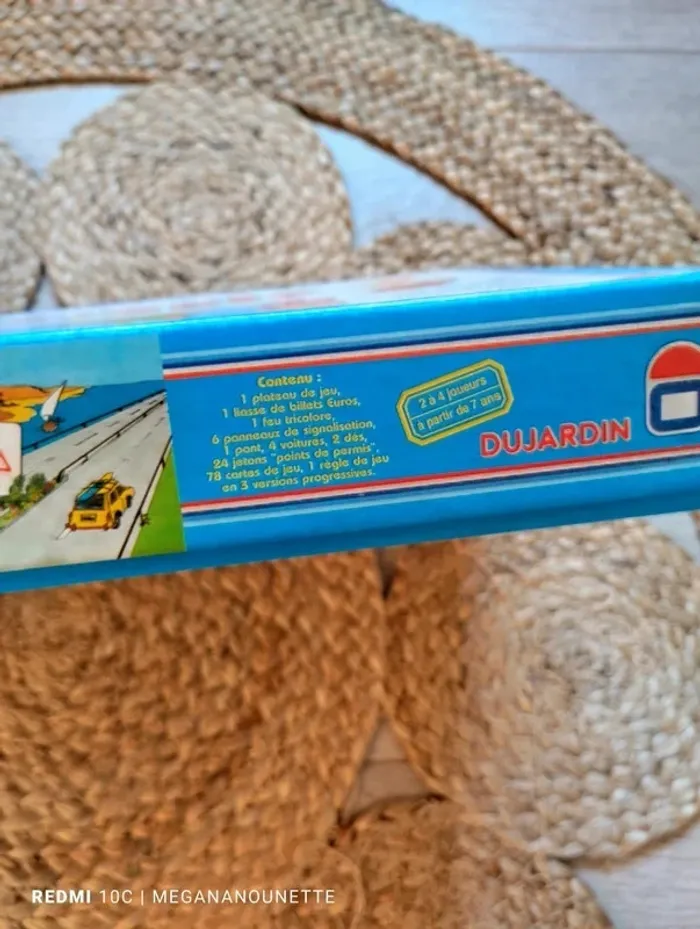 Contenu :
1 plateau de jeu,
1 liasse de billets Euros,
1 feu tricolore,
6 panneaux de signalisation,
1 pont, 4 voitures, 2 dés,
24 jetons "points de permis",
78 cartes de jeu, 1 règle de jeu
en 3 versions progressives.
2 à 4 joueurs
à partir de 7 ans
DUJARDIN
REDMI 10C | MEGANANOUNETTE